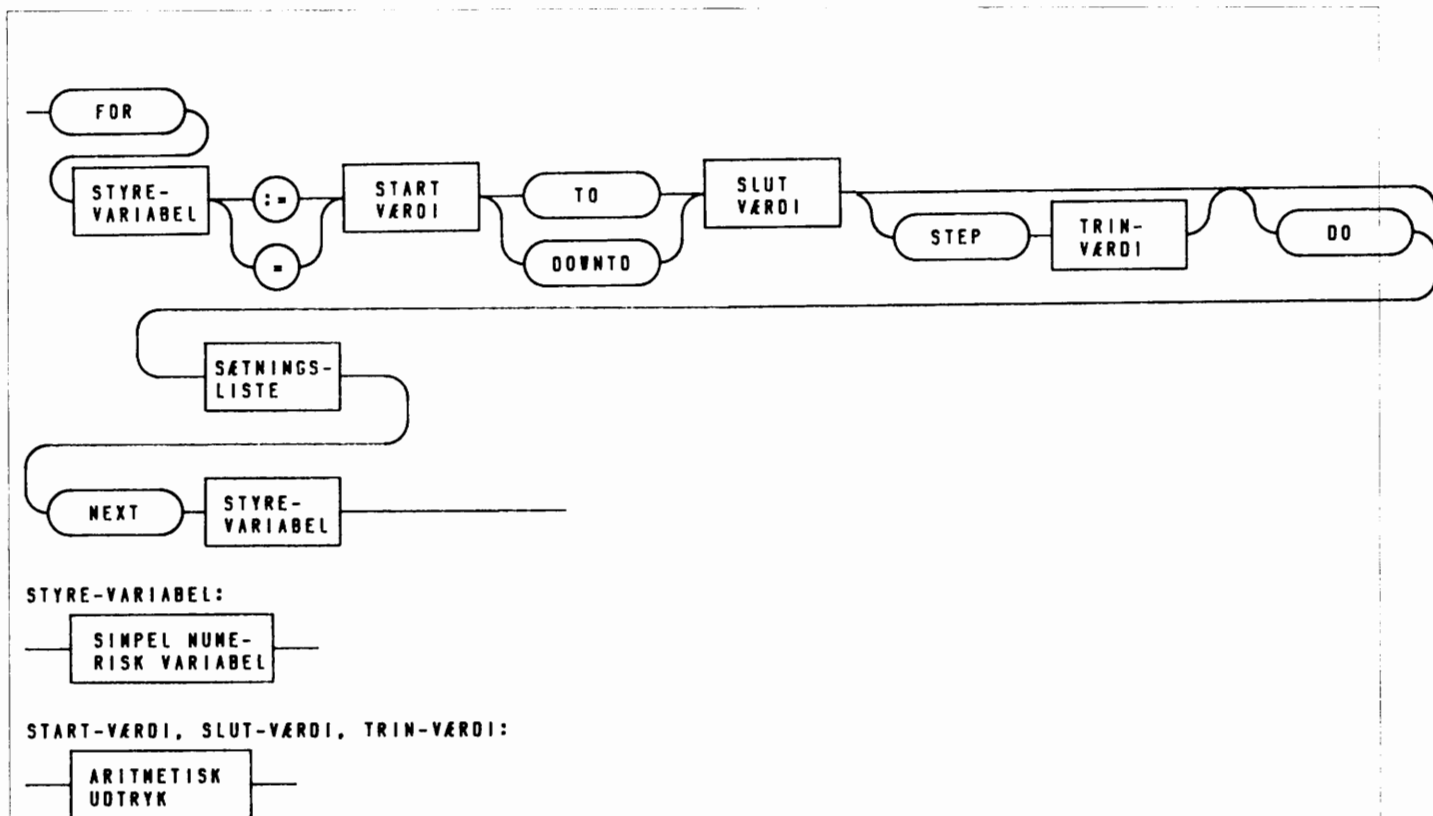 FOR
STYRE-
VARIABEL
:=
=
START
VÆRDI
TO
DOWNTO
SLUT
VÆRDI
STEP
TRIN-
VÆRDI
DO
SÆTNINGS-
LISTE
NEXT
STYRE-
VARIABEL
STYRE-VARIABEL:
SIMPEL NUME-
RISK VARIABEL
START-VÆRDI, SLUT-VÆRDI, TRIN-VÆRDI:
ARITMETISK
UDTRYK